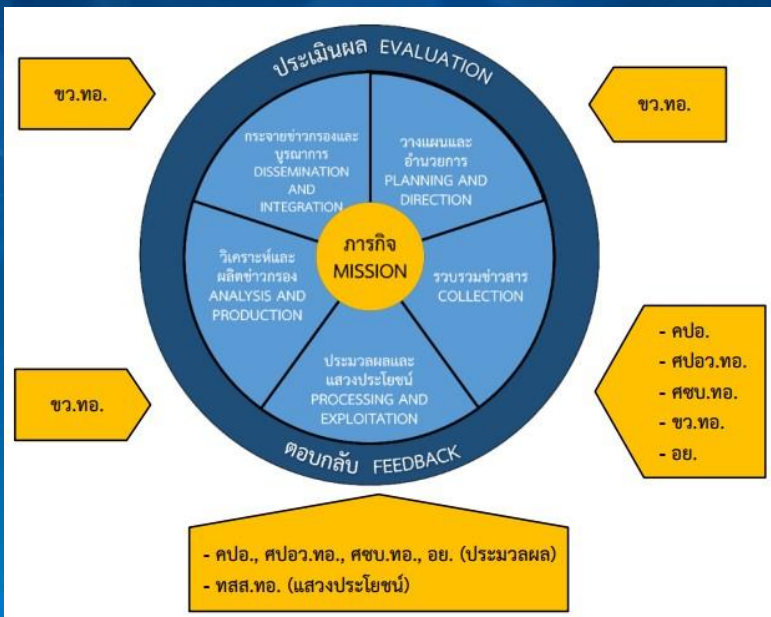 ประเมินผล EVALUATION
ขว.ทอ.
ขว.ทอ.
กระจายข่าวกรองและ
บูรณาการ
DISSEMINATION
AND
INTEGRATION
วางแผนและ
อำนวยการ
PLANNING AND
DIRECTION
ภารกิจ
MISSION
วิเคราะห์และ
ผลิตข่าวกรอง
ANALYSIS AND
PRODUCTION
รวบรวมข่าวสาร
COLLECTION
ประมวลผลและ
แสวงประโยชน์
PROCESSING AND
EXPLOITATION
- คปอ.
- ศปอว.ทอ.
- ศซบ.ทอ.
- ขว.ทอ.
- อย.
ขว.ทอ.
ตอบกลับ FEEDBACK
- คปอ., ศปอว.ทอ., ศซบ.ทอ., อย. (ประมวลผล)
- ทสส.ทอ. (แสวงประโยชน์)